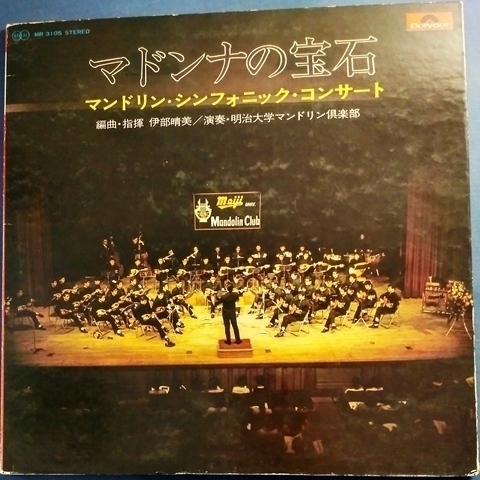 MR 3105 STEREO
Polydor
マドンナの宝石
マンドリン・シンフォニック・コンサート
編曲・指揮 伊部晴美／演奏・明治大学マンドリン倶楽部
Meiji UNIV.
Mandolin Club